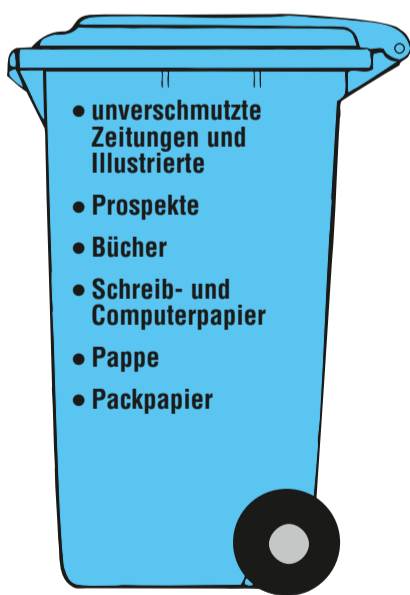 • unverschmutzte
Zeitungen und
Illustrierte
• Prospekte
• Bücher
• Schreib- und
Computerpapier
• Pappe
• Packpapier